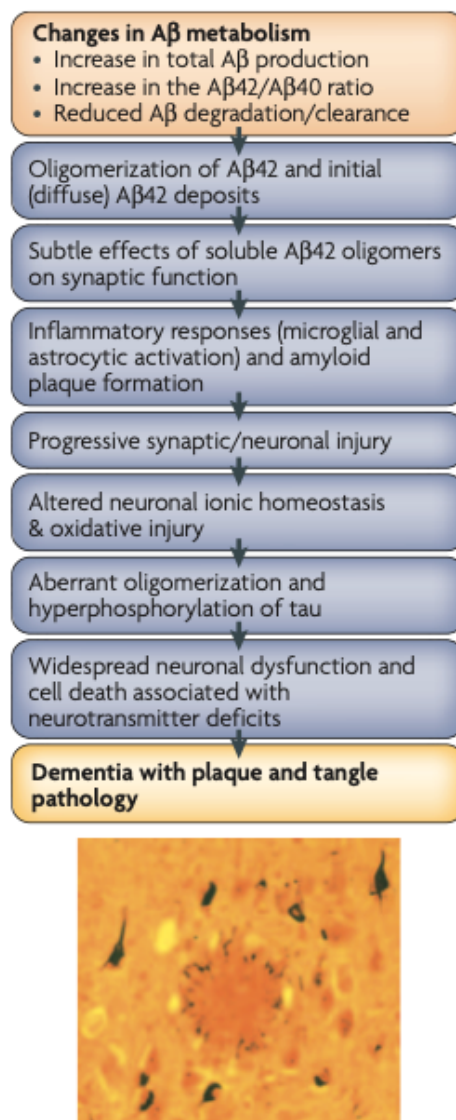 Changes in Aβ metabolism
• Increase in total Aβ production
• Increase in the Aβ42/Aβ40 ratio
• Reduced Aβ degradation/clearance
Oligomerization of Aβ42 and initial
(diffuse) Aβ42 deposits
Subtle effects of soluble Aβ42 oligomers
on synaptic function
Inflammatory responses (microglial and
astrocytic activation) and amyloid
plaque formation
Progressive synaptic/neuronal injury
Altered neuronal ionic homeostasis
& oxidative injury
Aberrant oligomerization and
hyperphosphorylation of tau
Widespread neuronal dysfunction and
cell death associated with
neurotransmitter deficits
Dementia with plaque and tangle
pathology